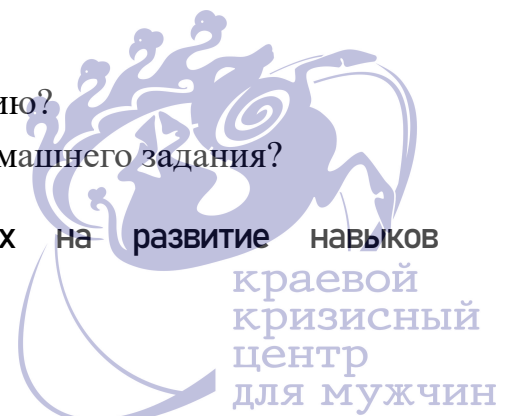 ию?
машнего задания?
х на развитие навыков
краевой
кризисный
центр
для мужчин